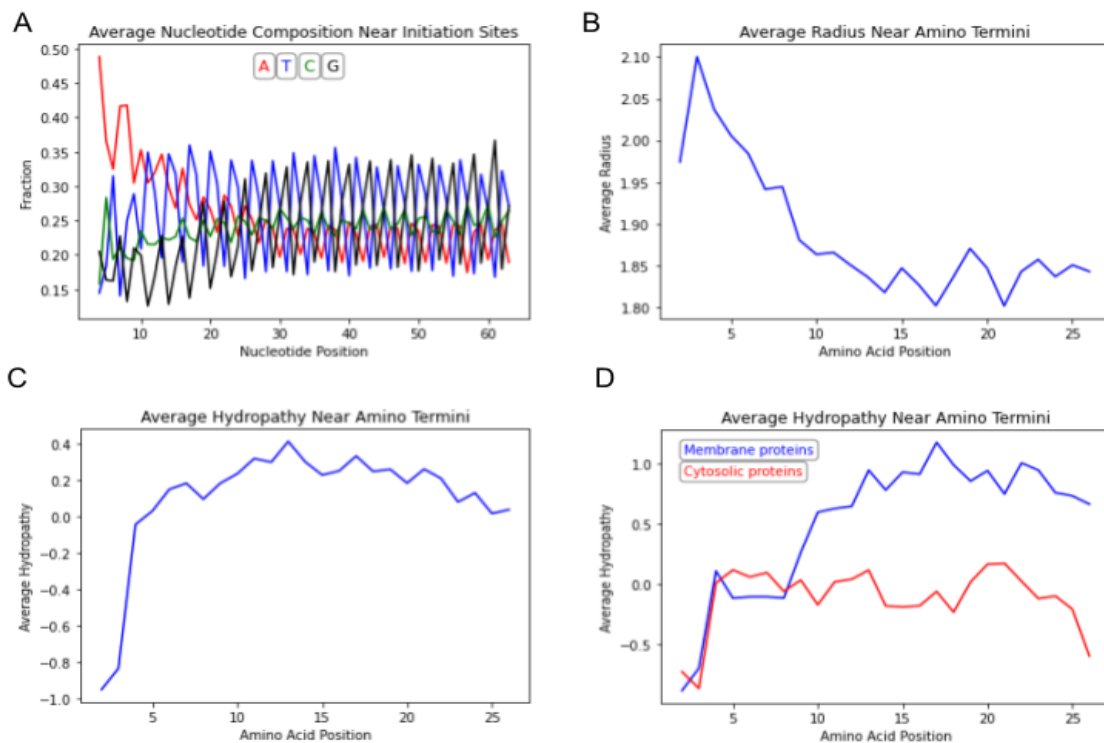 A
Average Nucleotide Composition Near Initiation Sites
A T C G
0.50
0.45
0.40
0.35
0.30
0.25
0.20
0.15
Fraction
10 20 30 40 50 60
Nucleotide Position
B
Average Radius Near Amino Termini
2.10
2.05
2.00
1.95
1.90
1.85
1.80
Average Radius
5 10 15 20 25
Amino Acid Position
C
Average Hydropathy Near Amino Termini
0.4
0.2
0.0
−0.2
−0.4
−0.6
−0.8
−1.0
Average Hydropathy
5 10 15 20 25
Amino Acid Position
D
Average Hydropathy Near Amino Termini
Membrane proteins
Cytosolic proteins
1.0
0.5
0.0
−0.5
Average Hydropathy
5 10 15 20 25
Amino Acid Position